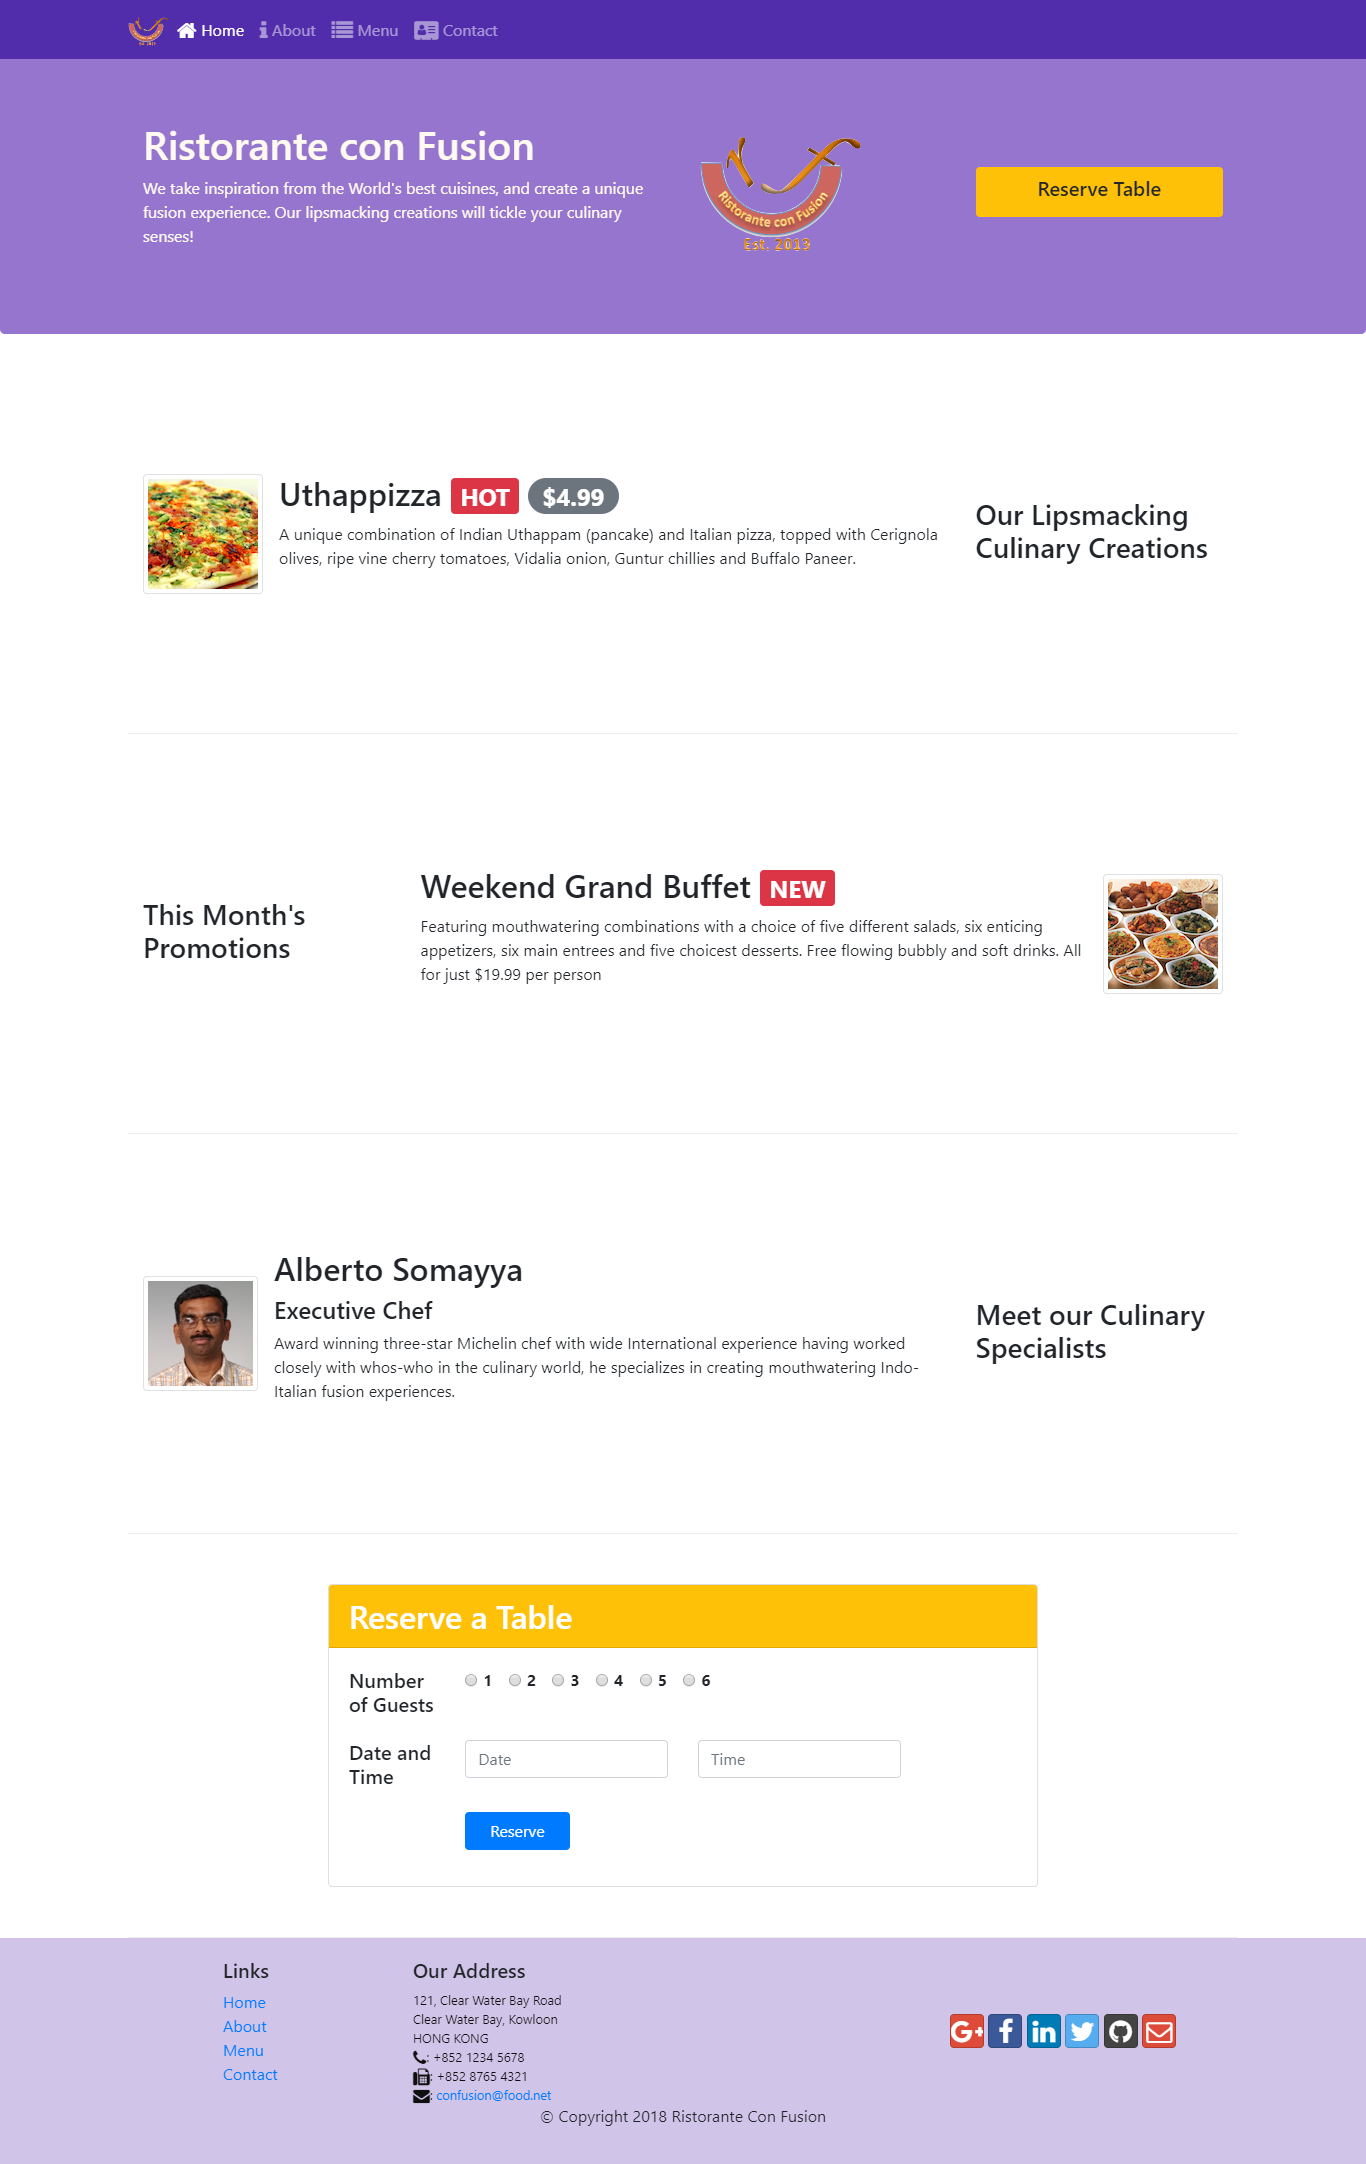 Home About Menu Contact
Ristorante con Fusion
We take inspiration from the World's best cuisines, and create a unique
fusion experience. Our lipsmacking creations will tickle your culinary
senses!
Ristorante con Fusion
Est. 2013
Reserve Table
Uthappizza HOT $4.99
A unique combination of Indian Uthappam (pancake) and Italian pizza, topped with Cerignola
olives, ripe vine cherry tomatoes, Vidalia onion, Guntur chillies and Buffalo Paneer.
Our Lipsmacking
Culinary Creations
This Month's
Promotions
Weekend Grand Buffet NEW
Featuring mouthwatering combinations with a choice of five different salads, six enticing
appetizers, six main entrees and five choicest desserts. Free flowing bubbly and soft drinks. All
for just $19.99 per person
Alberto Somayya
Executive Chef
Award winning three-star Michelin chef with wide International experience having worked
closely with whos-who in the culinary world, he specializes in creating mouthwatering Indo-
Italian fusion experiences.
Meet our Culinary
Specialists
Reserve a Table
Number
of Guests
1 2 3 4 5 6
Date and
Time
Date
Time
Reserve
Links
Home
About
Menu
Contact
Our Address
121, Clear Water Bay Road
Clear Water Bay, Kowloon
HONG KONG
: +852 1234 5678
: +852 8765 4321
: confusion@food.net
G+ f in
© Copyright 2018 Ristorante Con Fusion